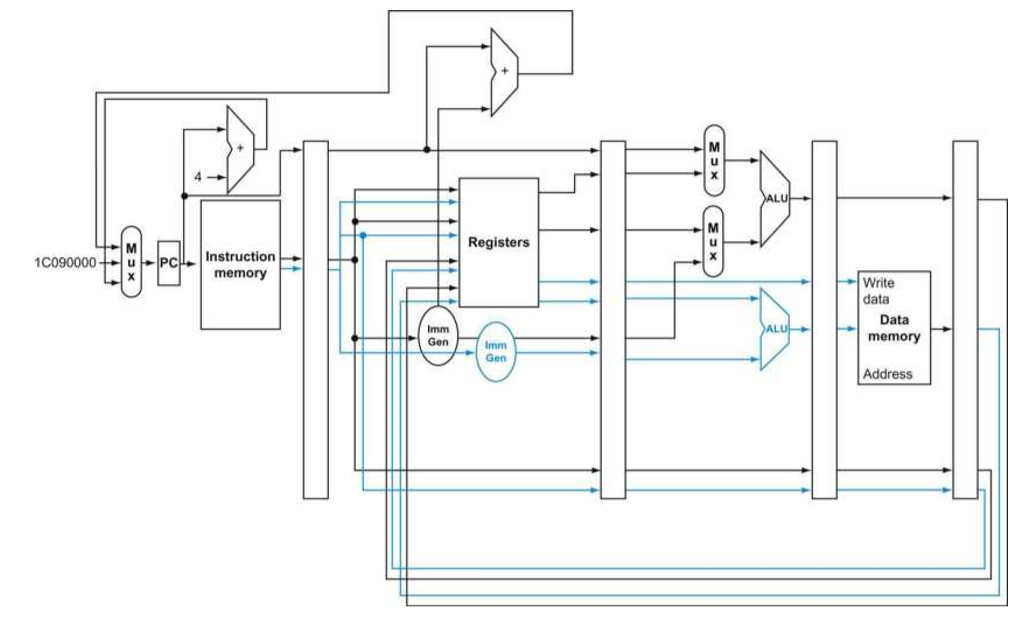 +
+
4
M
u
x
M
u
x
ALU
M
u
x
Registers
M
u
x
1C090000
PC
Instruction
memory
Write
data
Data
memory
Address
Imm
Gen
Imm
Gen
ALU